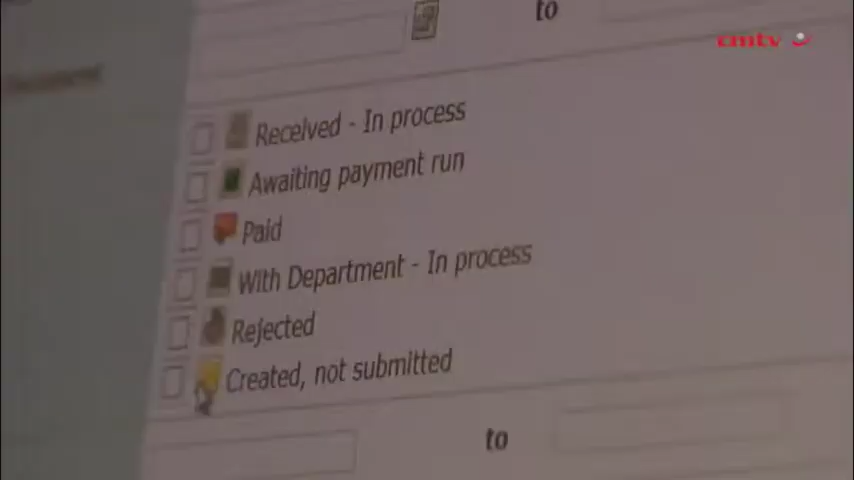 to
cmtv
Received - In process
Awaiting payment run
Paid
With Department - In process
Rejected
Created, not submitted
to